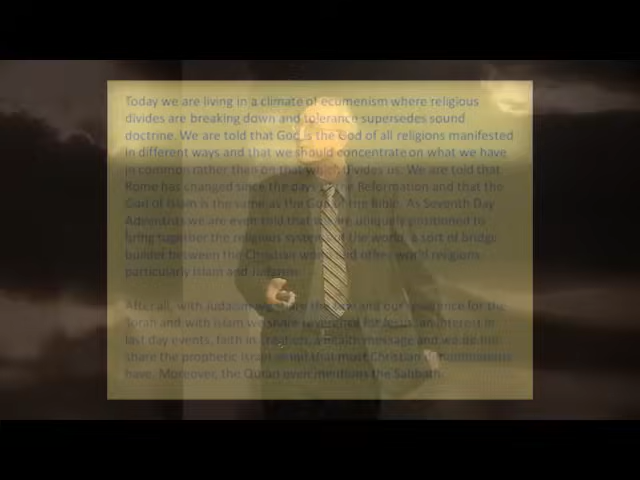 Today we are living in a climate of ecumenism where religious
divides are breaking down and tolerance supersedes sound
doctrine. We are told that God is the God of all religions manifested
in different ways and that we should concentrate on what we have
in common rather than on that which divides us. We are told that
Rome has changed since the days of the Reformation and that the
God of Islam is the same as the God of the Bible. As Seventh Day
Adventists we are even told that we are uniquely positioned to
bring together the religious systems of the world, a sort of bridge
builder between the Christian world and other world religions
particularly Islam and Judaism.
After all, with Judaism we share the and our reverence for the
Torah and with Islam we share reverence for Jesus, an interest in
last day events, faith in creation, a health message and we
share the prophetic that most Christian
have. Moreover, the Quran even mentions the Sabbath.